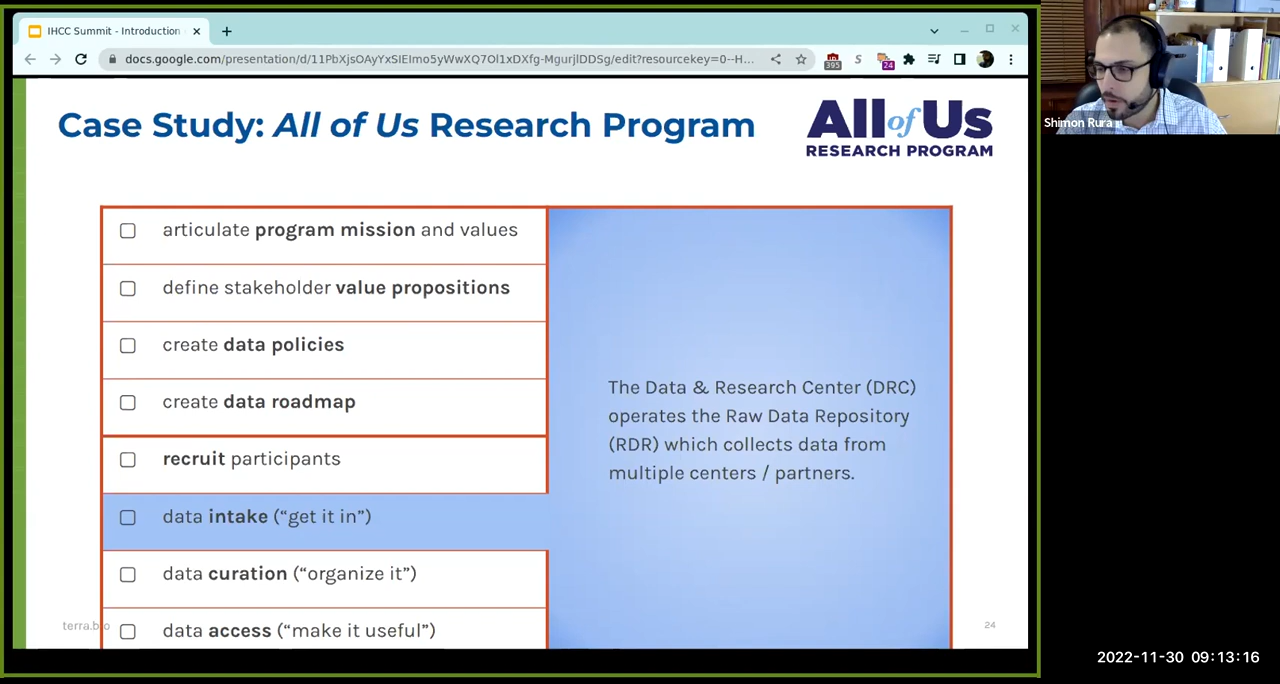 IHCC Summit - Introduction
docs.google.com/presentation/d/11PbXjsOAyYxSIEImo5yWwXQ7Ol1xDXfg-MgurjlDDSg/edit?resourcekey=0--H...
395
S
24
Case Study: All of Us Research Program
All of Us
RESEARCH PROGRAM
articulate program mission and values
define stakeholder value propositions
create data policies
create data roadmap
recruit participants
data intake (“get it in”)
data curation (“organize it”)
data access (“make it useful”)
The Data & Research Center (DRC)
operates the Raw Data Repository
(RDR) which collects data from
multiple centers / partners.
terra.bio
24
Shimon Rura
2022-11-30 09:13:16